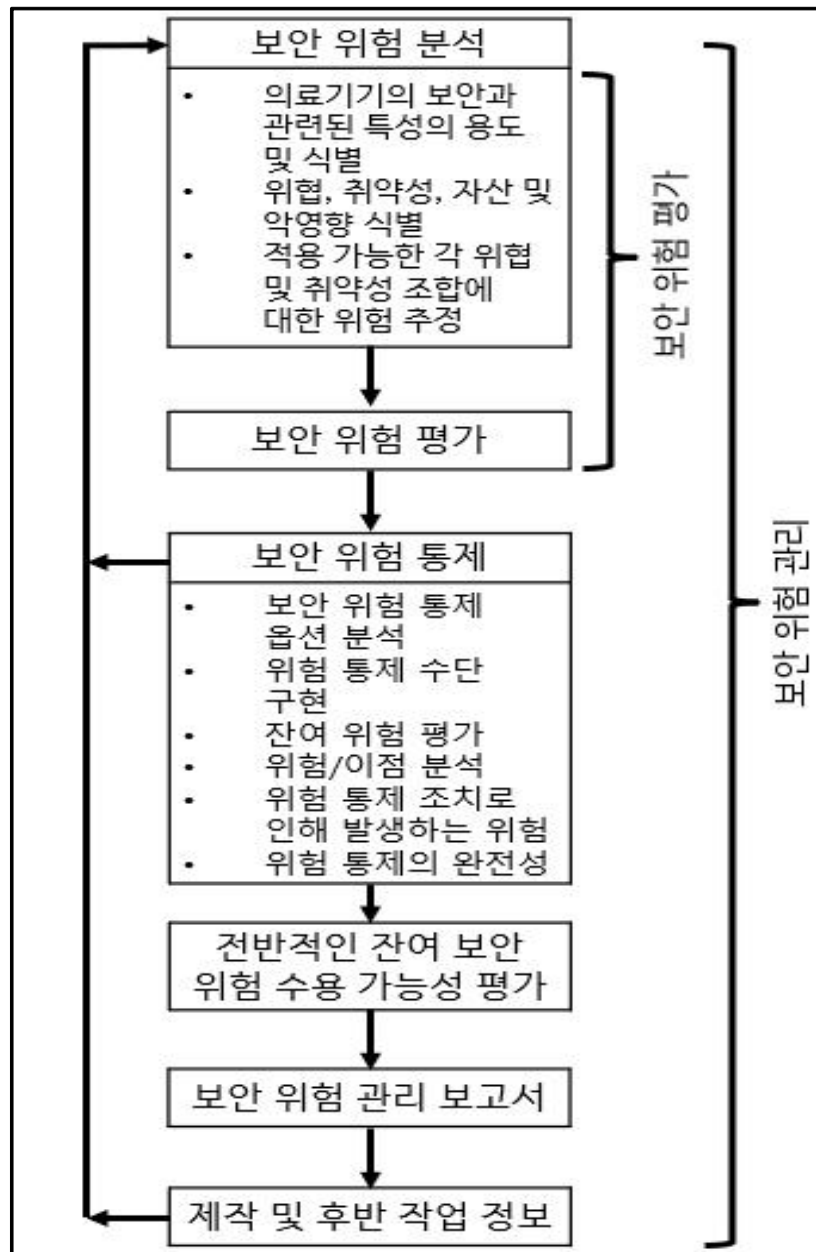 보안 위험 분석
• 의료기기의 보안과
관련된 특성의 용도
및 식별
• 위협, 취약성, 자산 및
악영향 식별
• 적용 가능한 각 위협
및 취약성 조합에
대한 위험 추정
보안 위험 평가
보안 위험 평가
보안 위험 통제
• 보안 위험 통제
옵션 분석
• 위험 통제 수단
구현
• 잔여 위험 평가
• 위험/이점 분석
• 위험 통제 조치로
인해 발생하는 위험
• 위험 통제의 완전성
전반적인 잔여 보안
위험 수용 가능성 평가
보안 위험 관리 보고서
제작 및 후반 작업 정보
보안 위험 관리